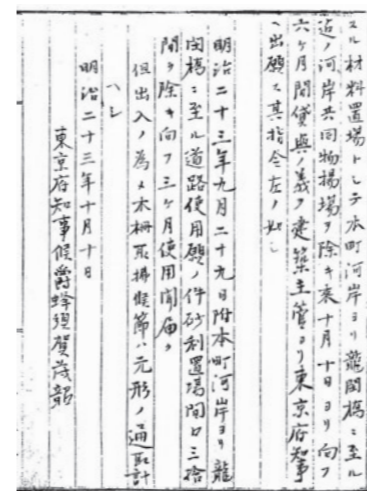 スル材料置場トシテ本町河岸ヨリ龍閑橋ニ至ル
迠ノ河岸共同物揚場ヲ除キ来十月十日ヨリ向フ
六ケ月間貸與ノ義ヲ建築主管ヨリ東京府知事
ヘ出願ス其指令左ノ如シ
明治二十三年九月二十九日附本町河岸ヨリ龍
閑橋ニ至ル道路使用願ノ件砂利置場間口三拾
間ヲ除キ向フ三ケ月使用聞届ク
但出入ノ為メ木柵取揚候節ハ元形ノ通取計
ヘシ
明治二十三年十月十日
東京府知事侯爵蜂須賀茂韶